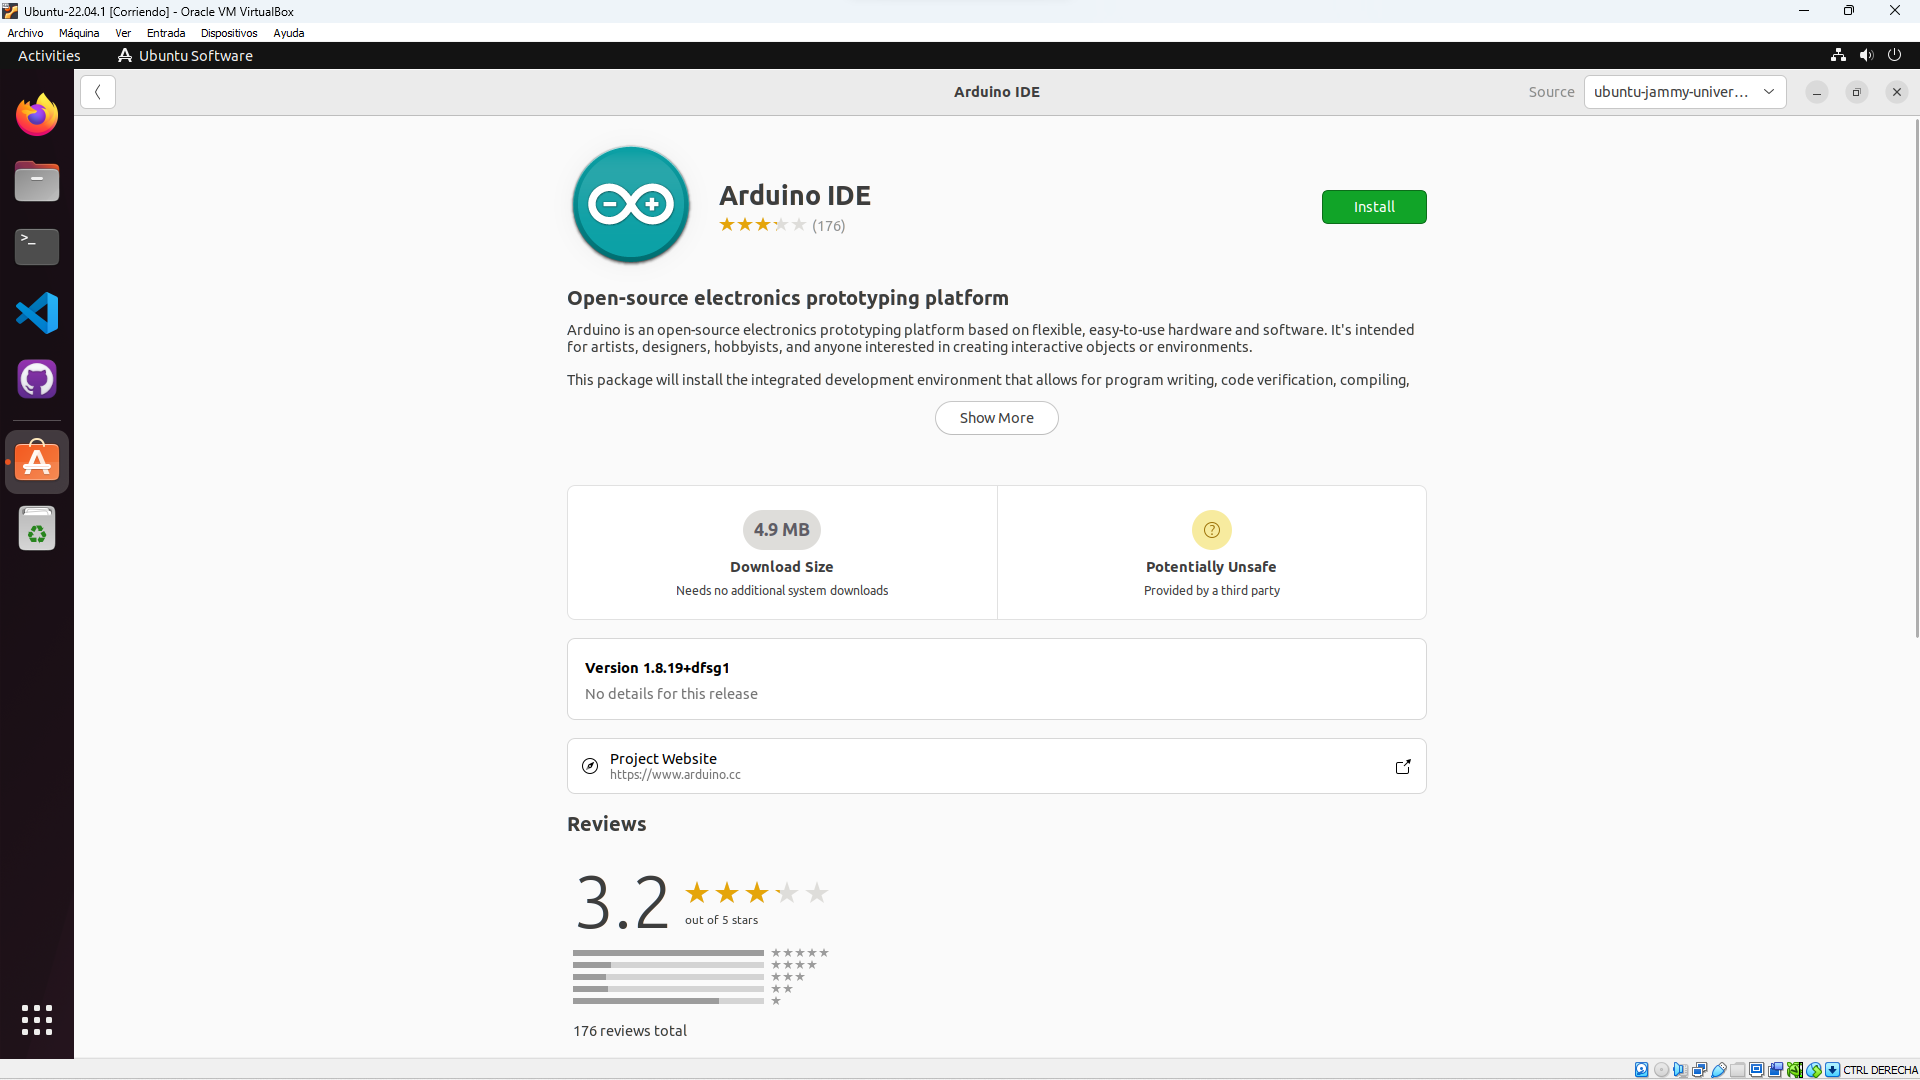 Ubuntu-22.04.1 [Corriendo] - Oracle VM VirtualBox
Archivo Máquina Ver Entrada Dispositivos Ayuda
Activities Ubuntu Software
Arduino IDE
Source ubuntu-jammy-univer…
Arduino IDE
(176)
Install
Open-source electronics prototyping platform
Arduino is an open-source electronics prototyping platform based on flexible, easy-to-use hardware and software. It's intended
for artists, designers, hobbyists, and anyone interested in creating interactive objects or environments.
This package will install the integrated development environment that allows for program writing, code verification, compiling,
Show More
4.9 MB
Download Size
Needs no additional system downloads
Potentially Unsafe
Provided by a third party
Version 1.8.19+dfsg1
No details for this release
Project Website
https://www.arduino.cc
Reviews
3.2
out of 5 stars
176 reviews total
CTRL DERECHA